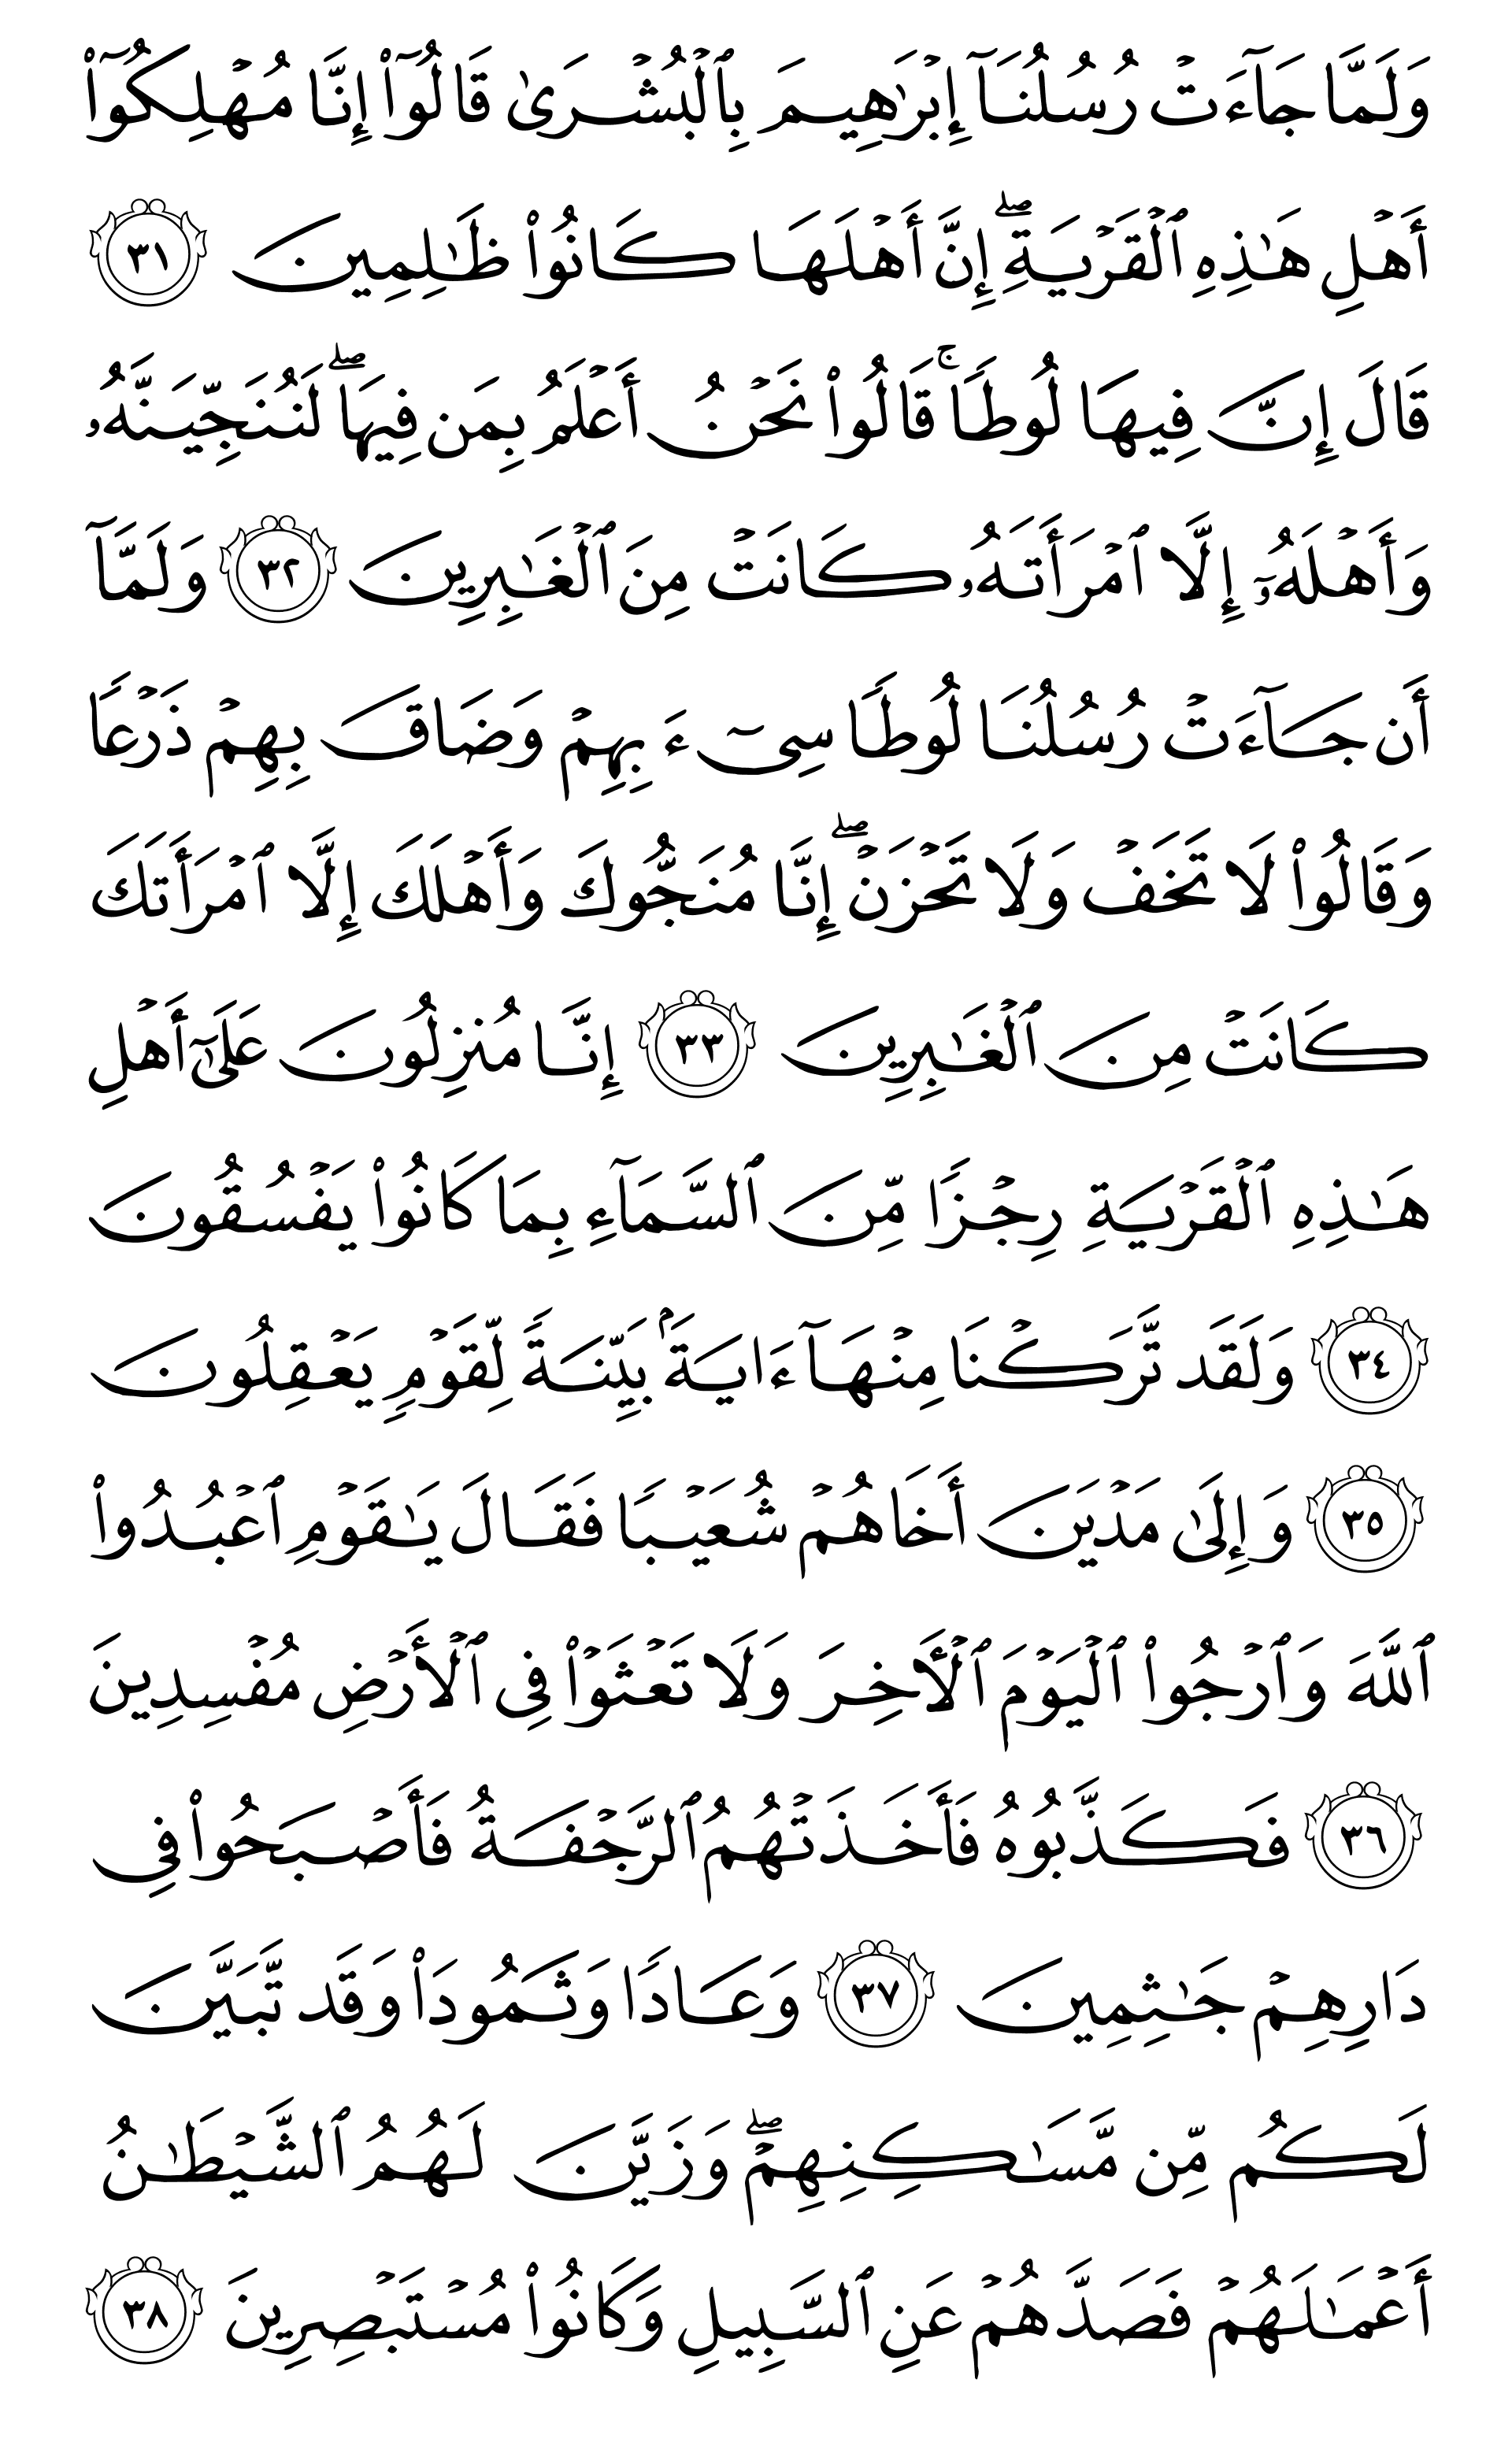 وَلَمَّا جَآءَتۡ رُسُلُنَآ إِبۡرَٰهِيمَ بِٱلۡبُشۡرَىٰ قَالُوٓاْ إِنَّا مُهۡلِكُوٓاْ
أَهۡلِ هَٰذِهِ ٱلۡقَرۡيَةِۖ إِنَّ أَهۡلَهَا كَانُواْ ظَٰلِمِينَ ٣١
قَالَ إِنَّ فِيهَا لُوطٗاۚ قَالُواْ نَحۡنُ أَعۡلَمُ بِمَن فِيهَاۖ لَنُنَجِّيَنَّهُۥ
وَأَهۡلَهُۥٓ إِلَّا ٱمۡرَأَتَهُۥ كَانَتۡ مِنَ ٱلۡغَٰبِرِينَ ٣٢ وَلَمَّآ
أَن جَآءَتۡ رُسُلُنَا لُوطٗا سِيٓءَ بِهِمۡ وَضَاقَ بِهِمۡ ذَرۡعٗا
وَقَالُواْ لَا تَخَفۡ وَلَا تَحۡزَنۡۖ إِنَّا مُنَجُّوكَ وَأَهۡلَكَ إِلَّا ٱمۡرَأَتَكَ
كَانَتۡ مِنَ ٱلۡغَٰبِرِينَ ٣٣ إِنَّا مُنزِلُونَ عَلَىٰٓ أَهۡلِ
هَٰذِهِ ٱلۡقَرۡيَةِ رِجۡزٗا مِّنَ ٱلسَّمَآءِ بِمَا كَانُواْ يَفۡسُقُونَ
٣٤ وَلَقَد تَّرَكۡنَا مِنۡهَآ ءَايَةَۢ بَيِّنَةٗ لِّقَوۡمٖ يَعۡقِلُونَ
٣٥ وَإِلَىٰ مَدۡيَنَ أَخَاهُمۡ شُعَيۡبٗا فَقَالَ يَٰقَوۡمِ ٱعۡبُدُواْ
ٱللَّهَ وَٱرۡجُواْ ٱلۡيَوۡمَ ٱلۡأٓخِرَ وَلَا تَعۡثَوۡاْ فِي ٱلۡأَرۡضِ مُفۡسِدِينَ
٣٦ فَكَذَّبُوهُ فَأَخَذَتۡهُمُ ٱلرَّجۡفَةُ فَأَصۡبَحُواْ فِي
دَارِهِمۡ جَٰثِمِينَ ٣٧ وَعَادٗا وَثَمُودَاْ وَقَد تَّبَيَّنَ
لَكُم مِّن مَّسَٰكِنِهِمۡۖ وَزَيَّنَ لَهُمُ ٱلشَّيۡطَٰنُ
أَعۡمَٰلَهُمۡ فَصَدَّهُمۡ عَنِ ٱلسَّبِيلِ وَكَانُواْ مُسۡتَبۡصِرِينَ ٣٨